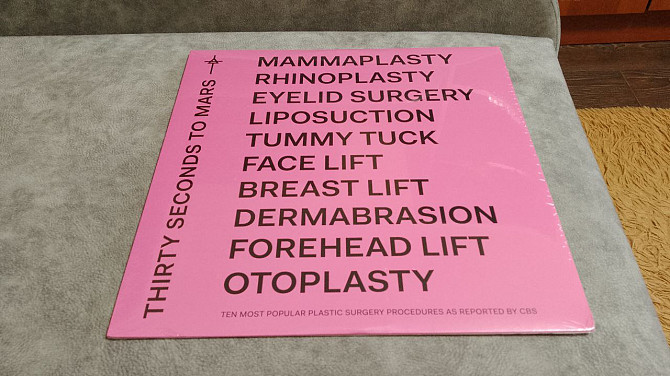 THIRTY SECONDS TO MARS
MAMMAPLASTY
RHINOPLASTY
EYELID SURGERY
LIPOSUCTION
TUMMY TUCK
FACE LIFT
BREAST LIFT
DERMABRASION
FOREHEAD LIFT
OTOPLASTY
TEN MOST POPULAR PLASTIC SURGERY PROCEDURES AS REPORTED BY CBS